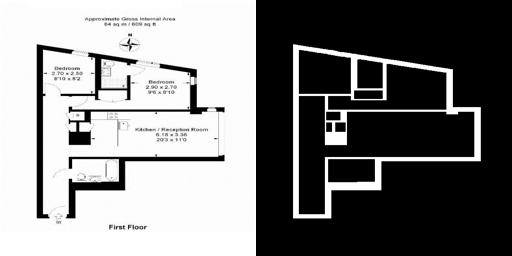 Approximate Gross Internal Area
64 sq m / 609 sq ft
N
Bedroom
2.70 x 2.50
8'10 x 8'2
Bedroom
2.90 x 2.70
9'6 x 8'10
Kitchen / Reception Room
6.18 x 3.36
20'3 x 11'0
IN
First Floor